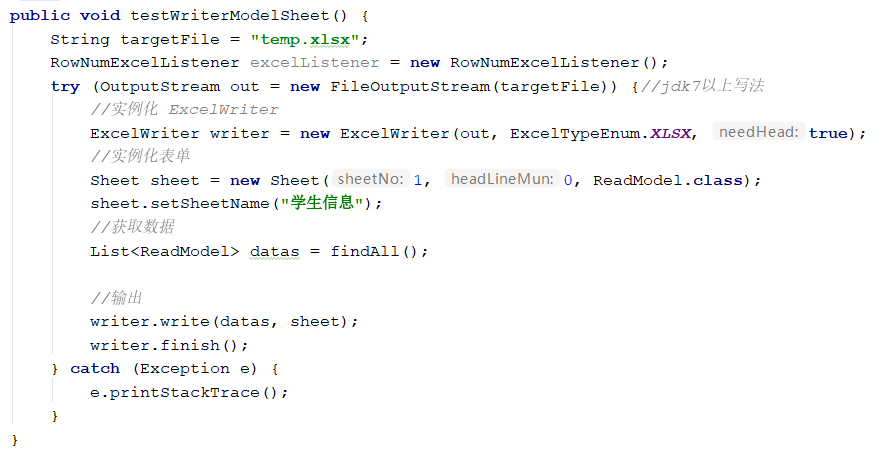 public void testWriterModelSheet() {
String targetFile = "temp.xlsx";
RowNumExcelListener excelListener = new RowNumExcelListener();
try (OutputStream out = new FileOutputStream(targetFile)) {//jdk7以上写法
//实例化 ExcelWriter
ExcelWriter writer = new ExcelWriter(out, ExcelTypeEnum.XLSX, needHead: true);
//实例化表单
Sheet sheet = new Sheet( sheetNo: 1, headLineMun: 0, ReadModel.class);
sheet.setSheetName("学生信息");
//获取数据
List<ReadModel> datas = findAll();
//输出
writer.write(datas, sheet);
writer.finish();
} catch (Exception e) {
e.printStackTrace();
}
}